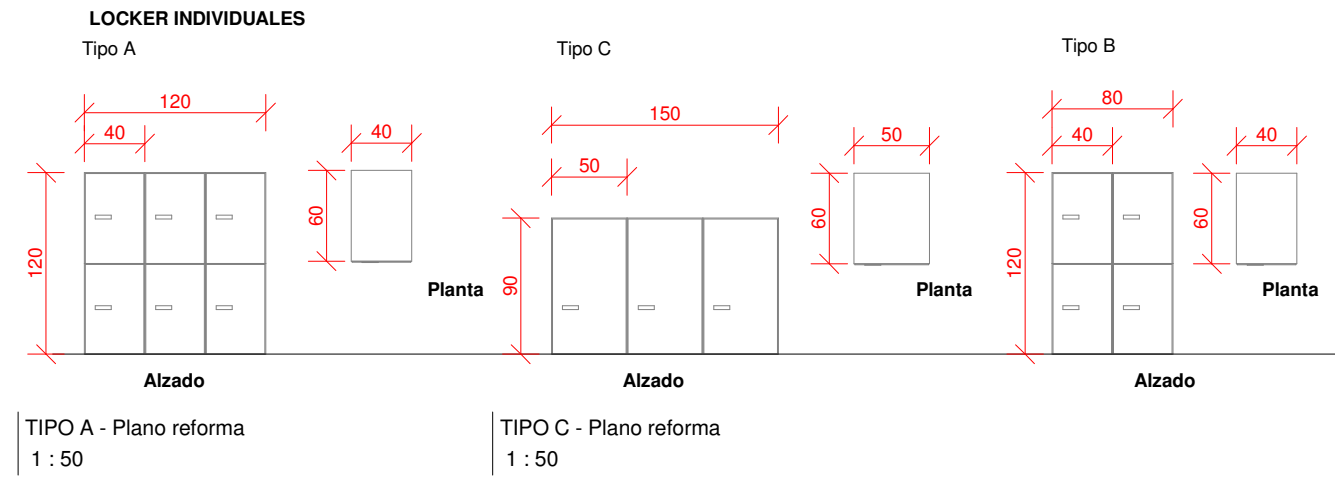 LOCKER INDIVIDUALES
Tipo A
Tipo C
Tipo B
120
40
40
120
60
Planta
Alzado
150
50
50
90
60
Planta
Alzado
80
40
40
120
60
Planta
Alzado
TIPO A - Plano reforma
1 : 50
TIPO C - Plano reforma
1 : 50